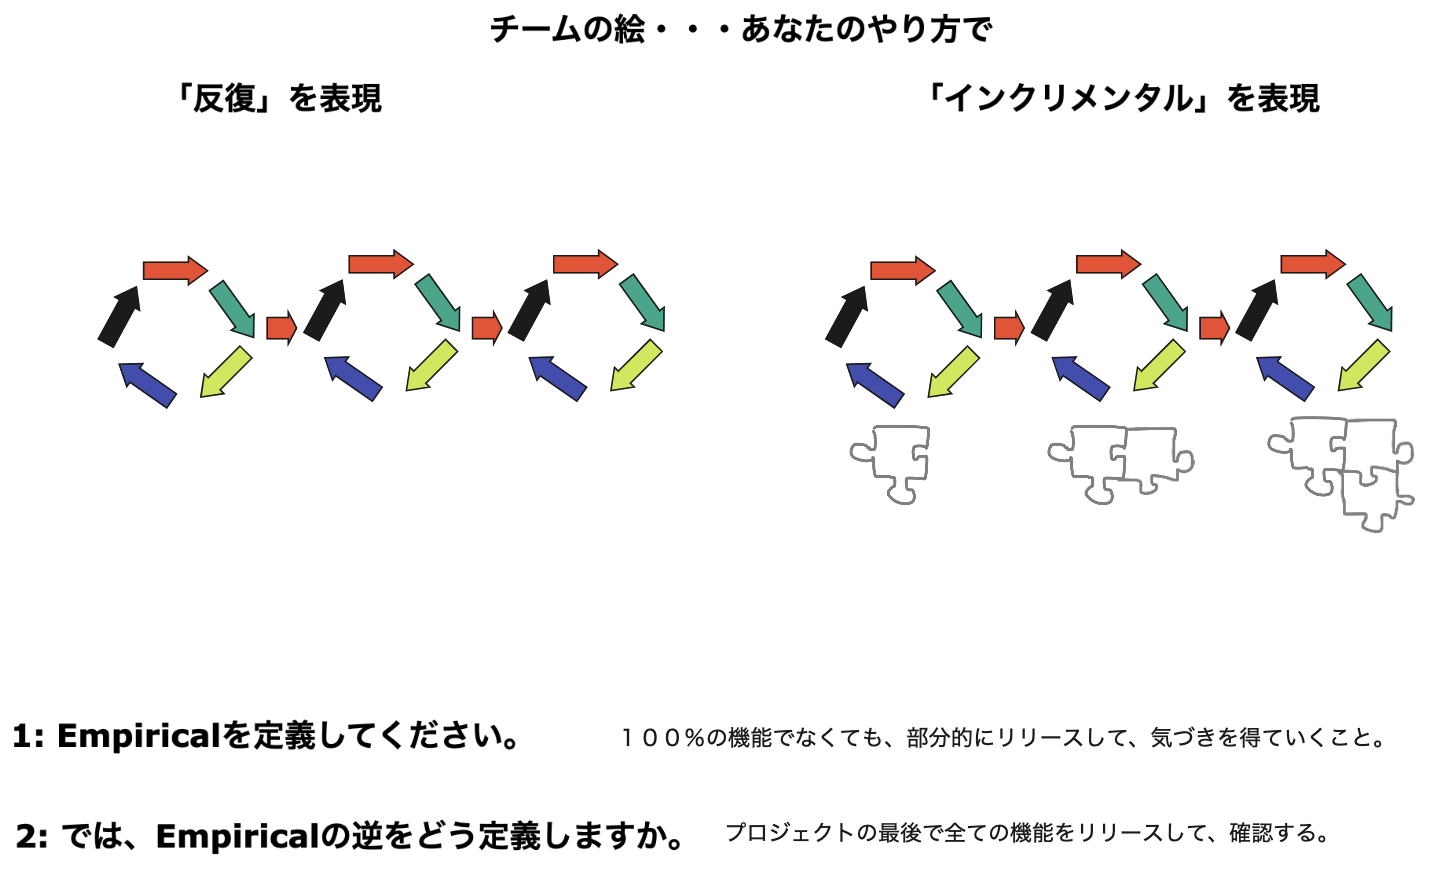 チームの絵・・・あなたのやり方で
「反復」を表現
「インクリメンタル」を表現
1: Empiricalを定義してください。
１００％の機能でなくても、部分的にリリースして、気づきを得ていくこと。
2: では、Empiricalの逆をどう定義しますか。
プロジェクトの最後で全ての機能をリリースして、確認する。